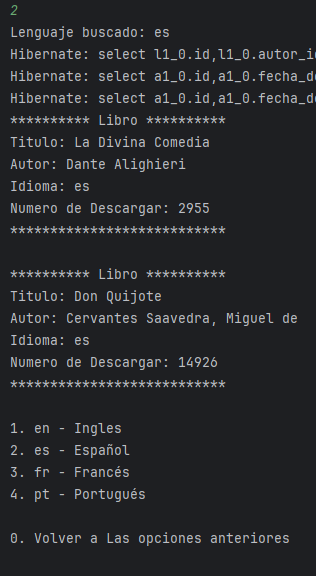 2
Lenguaje buscado: es
Hibernate: select l1_0.id,l1_0.autor_i
Hibernate: select a1_0.id,a1_0.fecha_d
Hibernate: select a1_0.id,a1_0.fecha_d
********** Libro **********
Titulo: La Divina Comedia
Autor: Dante Alighieri
Idioma: es
Numero de Descargar: 2955
***************************
********** Libro **********
Titulo: Don Quijote
Autor: Cervantes Saavedra, Miguel de
Idioma: es
Numero de Descargar: 14926
***************************
1. en - Ingles
2. es - Español
3. fr - Francés
4. pt - Portugués
0. Volver a Las opciones anteriores